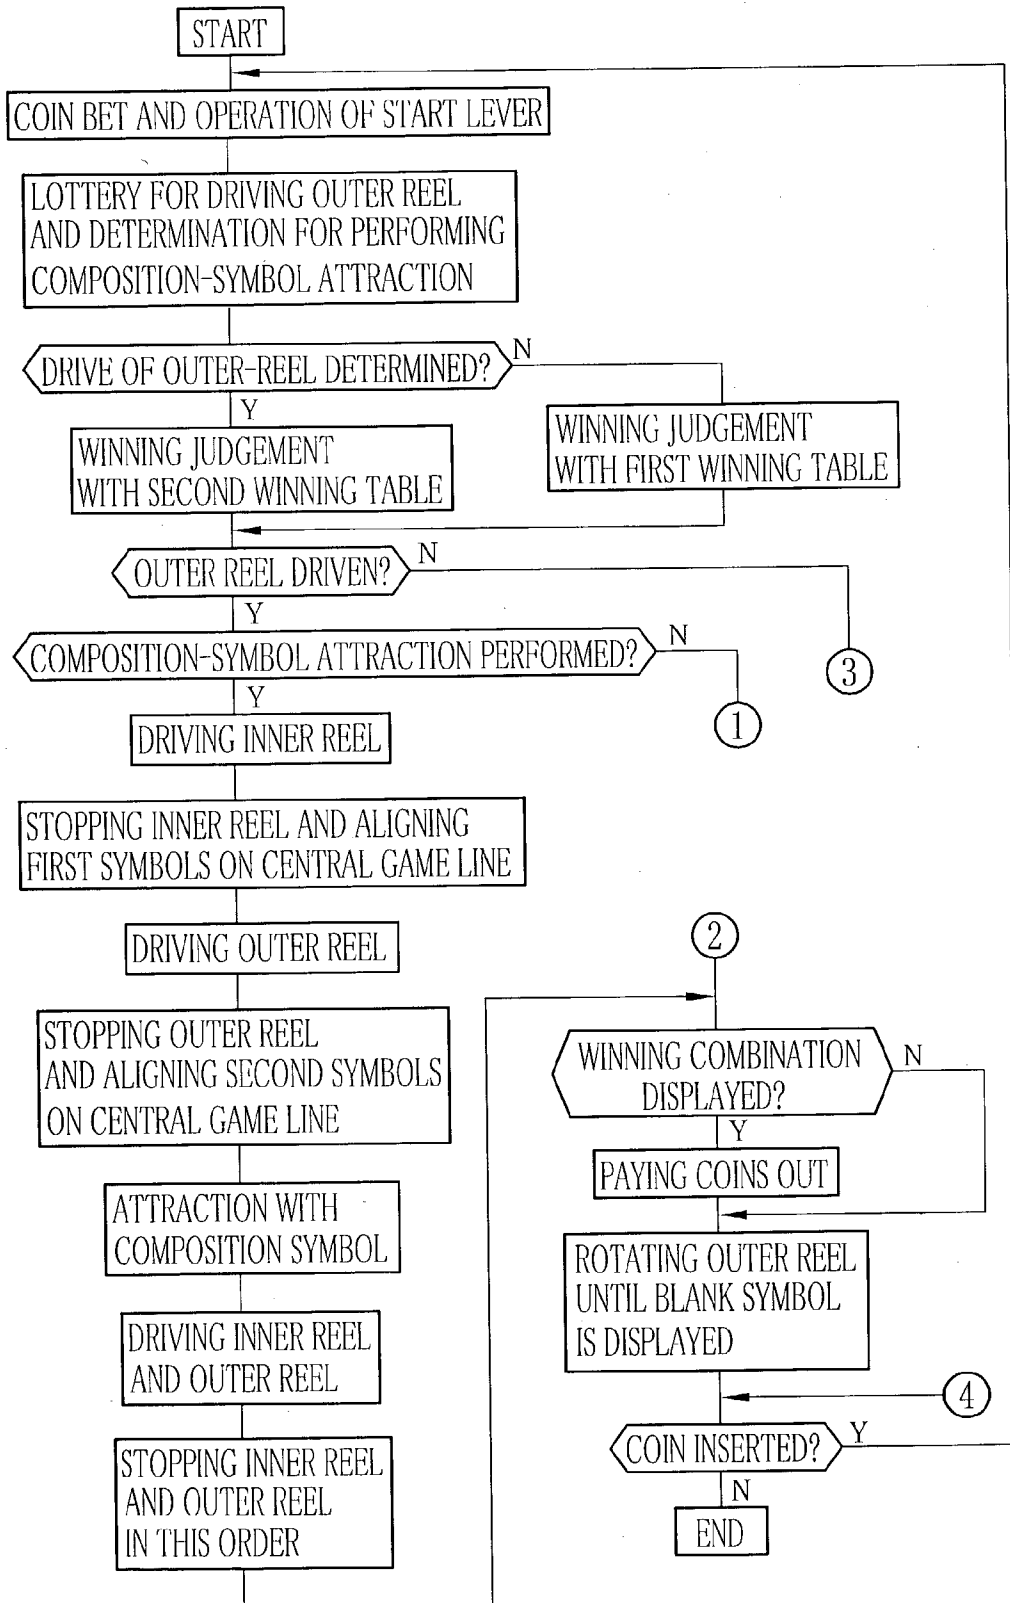 START
COIN BET AND OPERATION OF START LEVER
LOTTERY FOR DRIVING OUTER REEL
AND DETERMINATION FOR PERFORMING
COMPOSITION-SYMBOL ATTRACTION
DRIVE OF OUTER-REEL DETERMINED?
N
Y
WINNING JUDGEMENT
WITH SECOND WINNING TABLE
WINNING JUDGEMENT
WITH FIRST WINNING TABLE
OUTER REEL DRIVEN?
N
Y
3
COMPOSITION-SYMBOL ATTRACTION PERFORMED?
N
Y
1
DRIVING INNER REEL
STOPPING INNER REEL AND ALIGNING
FIRST SYMBOLS ON CENTRAL GAME LINE
DRIVING OUTER REEL
STOPPING OUTER REEL
AND ALIGNING SECOND SYMBOLS
ON CENTRAL GAME LINE
ATTRACTION WITH
COMPOSITION SYMBOL
DRIVING INNER REEL
AND OUTER REEL
STOPPING INNER REEL
AND OUTER REEL
IN THIS ORDER
2
WINNING COMBINATION
DISPLAYED?
N
Y
PAYING COINS OUT
ROTATING OUTER REEL
UNTIL BLANK SYMBOL
IS DISPLAYED
4
COIN INSERTED?
Y
N
END